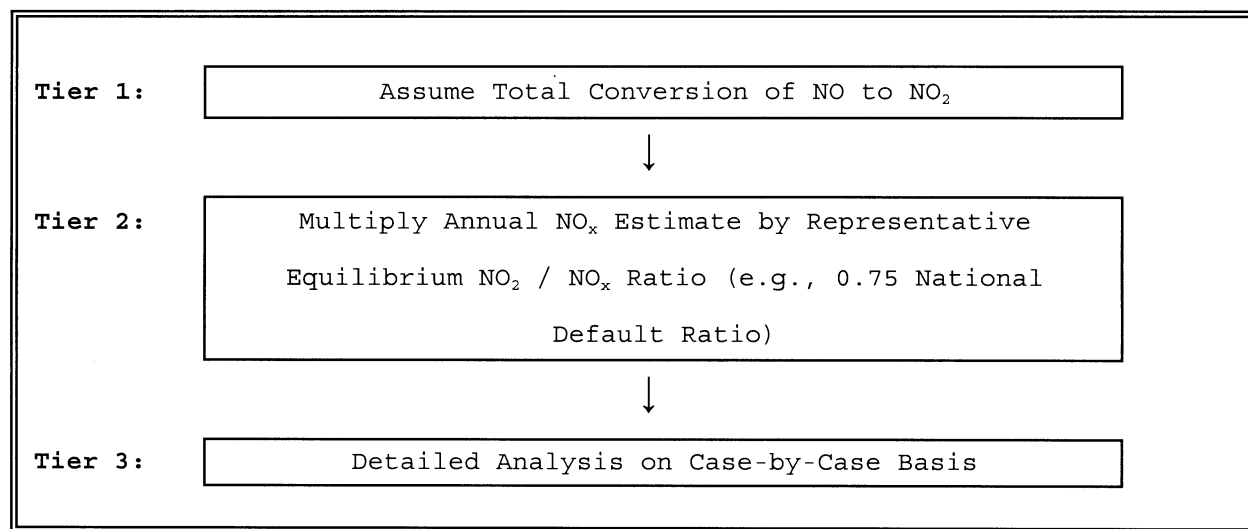 Tier 1: Assume Total Conversion of NO to NO₂
↓
Tier 2: Multiply Annual NOₓ Estimate by Representative
Equilibrium NO₂ / NOₓ Ratio (e.g., 0.75 National
Default Ratio)
↓
Tier 3: Detailed Analysis on Case-by-Case Basis